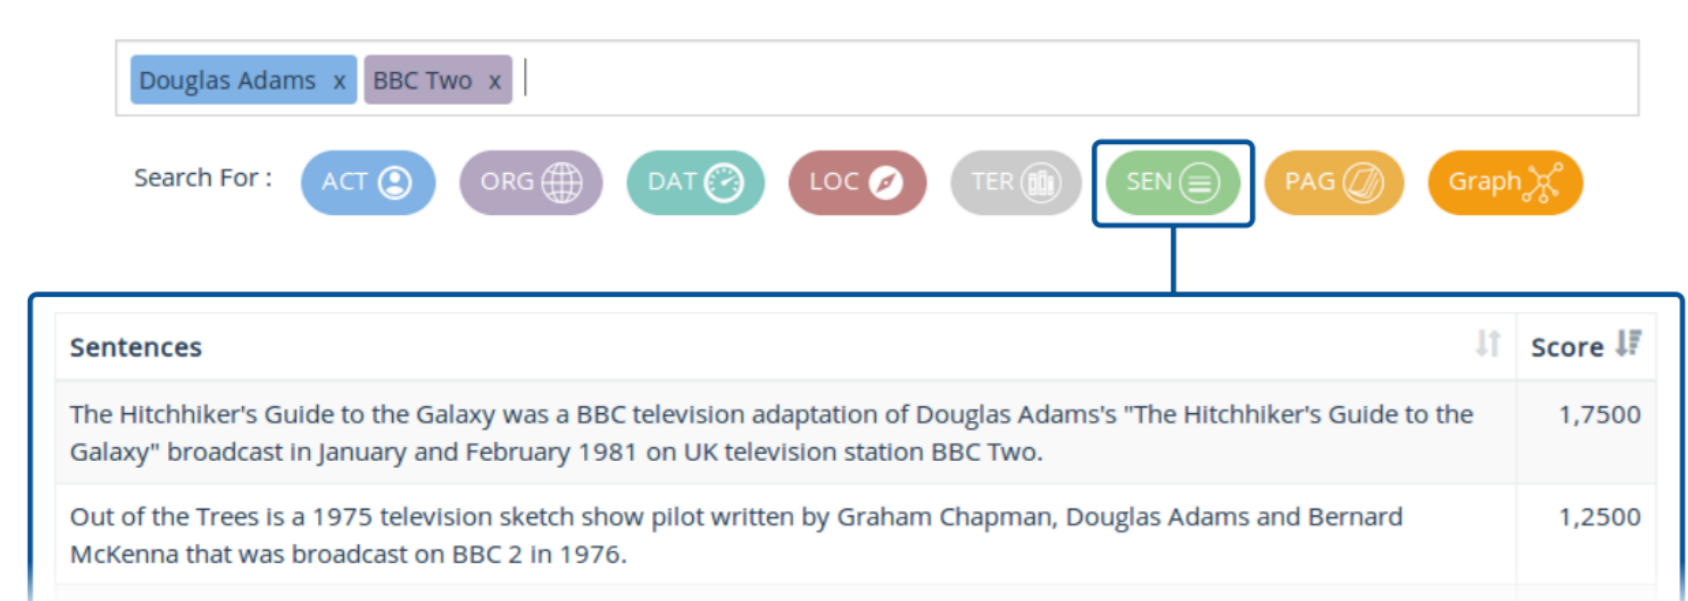 Douglas Adams x BBC Two x
Search For : ACT ORG DAT LOC TER SEN PAG Graph
Sentences Score
The Hitchhiker's Guide to the Galaxy was a BBC television adaptation of Douglas Adams's "The Hitchhiker's Guide to the 1,7500
Galaxy" broadcast in January and February 1981 on UK television station BBC Two.
Out of the Trees is a 1975 television sketch show pilot written by Graham Chapman, Douglas Adams and Bernard 1,2500
McKenna that was broadcast on BBC 2 in 1976.